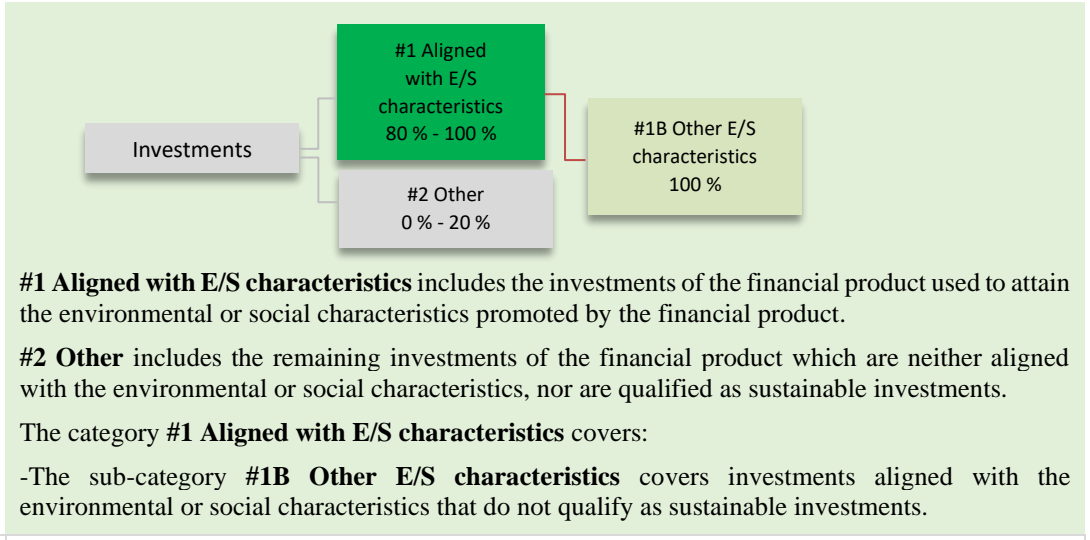 #1 Aligned
with E/S
characteristics
80 % - 100 %
Investments
#1B Other E/S
characteristics
100 %
#2 Other
0 % - 20 %
#1 Aligned with E/S characteristics includes the investments of the financial product used to attain
the environmental or social characteristics promoted by the financial product.
#2 Other includes the remaining investments of the financial product which are neither aligned
with the environmental or social characteristics, nor are qualified as sustainable investments.
The category #1 Aligned with E/S characteristics covers:
-The sub-category #1B Other E/S characteristics covers investments aligned with the
environmental or social characteristics that do not qualify as sustainable investments.